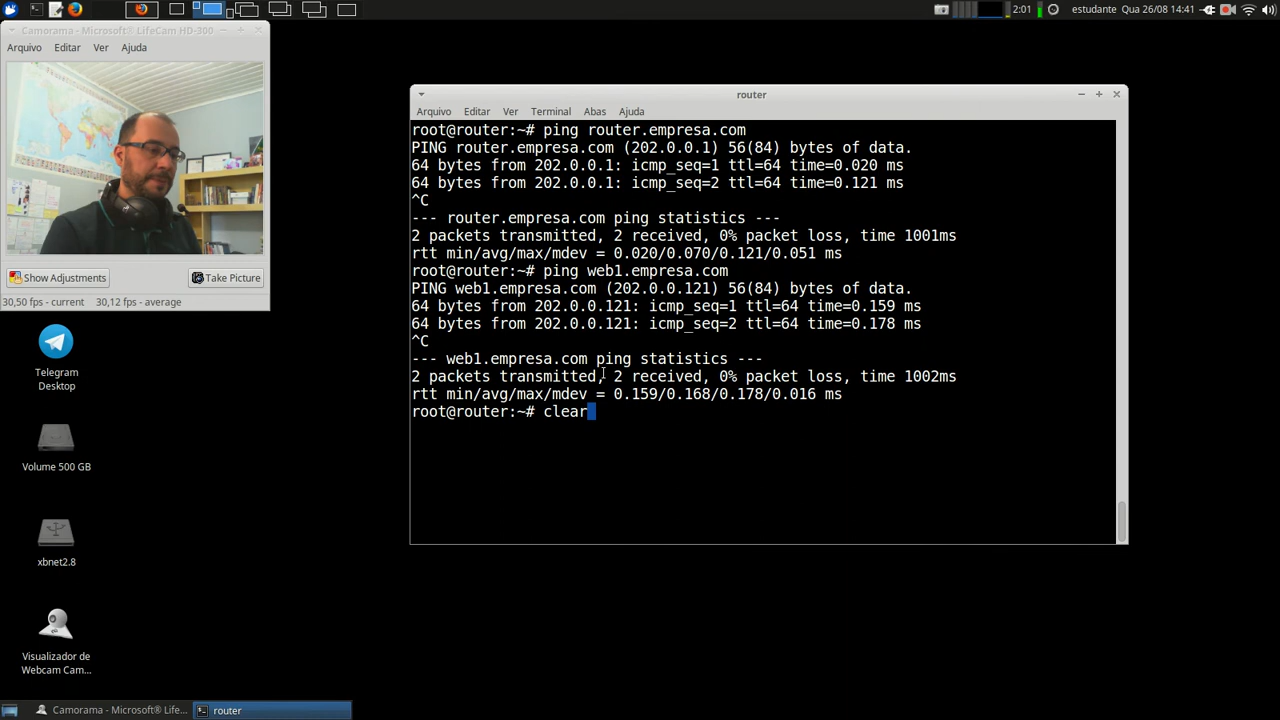 2:01
estudante Qua 26/08 14:41
Camorama - Microsoft® LifeCam HD-300
Arquivo Editar Ver Ajuda
Show Adjustments
Take Picture
30,50 fps - current 30,12 fps - average
Telegram
Desktop
Volume 500 GB
xbnet2.8
Visualizador de
Webcam Cam...
router
Arquivo Editar Ver Terminal Abas Ajuda
root@router:~# ping router.empresa.com
PING router.empresa.com (202.0.0.1) 56(84) bytes of data.
64 bytes from 202.0.0.1: icmp_seq=1 ttl=64 time=0.020 ms
64 bytes from 202.0.0.1: icmp_seq=2 ttl=64 time=0.121 ms
^C
--- router.empresa.com ping statistics ---
2 packets transmitted, 2 received, 0% packet loss, time 1001ms
rtt min/avg/max/mdev = 0.020/0.070/0.121/0.051 ms
root@router:~# ping web1.empresa.com
PING web1.empresa.com (202.0.0.121) 56(84) bytes of data.
64 bytes from 202.0.0.121: icmp_seq=1 ttl=64 time=0.159 ms
64 bytes from 202.0.0.121: icmp_seq=2 ttl=64 time=0.178 ms
^C
--- web1.empresa.com ping statistics ---
2 packets transmitted, 2 received, 0% packet loss, time 1002ms
rtt min/avg/max/mdev = 0.159/0.168/0.178/0.016 ms
root@router:~# clear
Camorama - Microsoft® LifeCam...
router